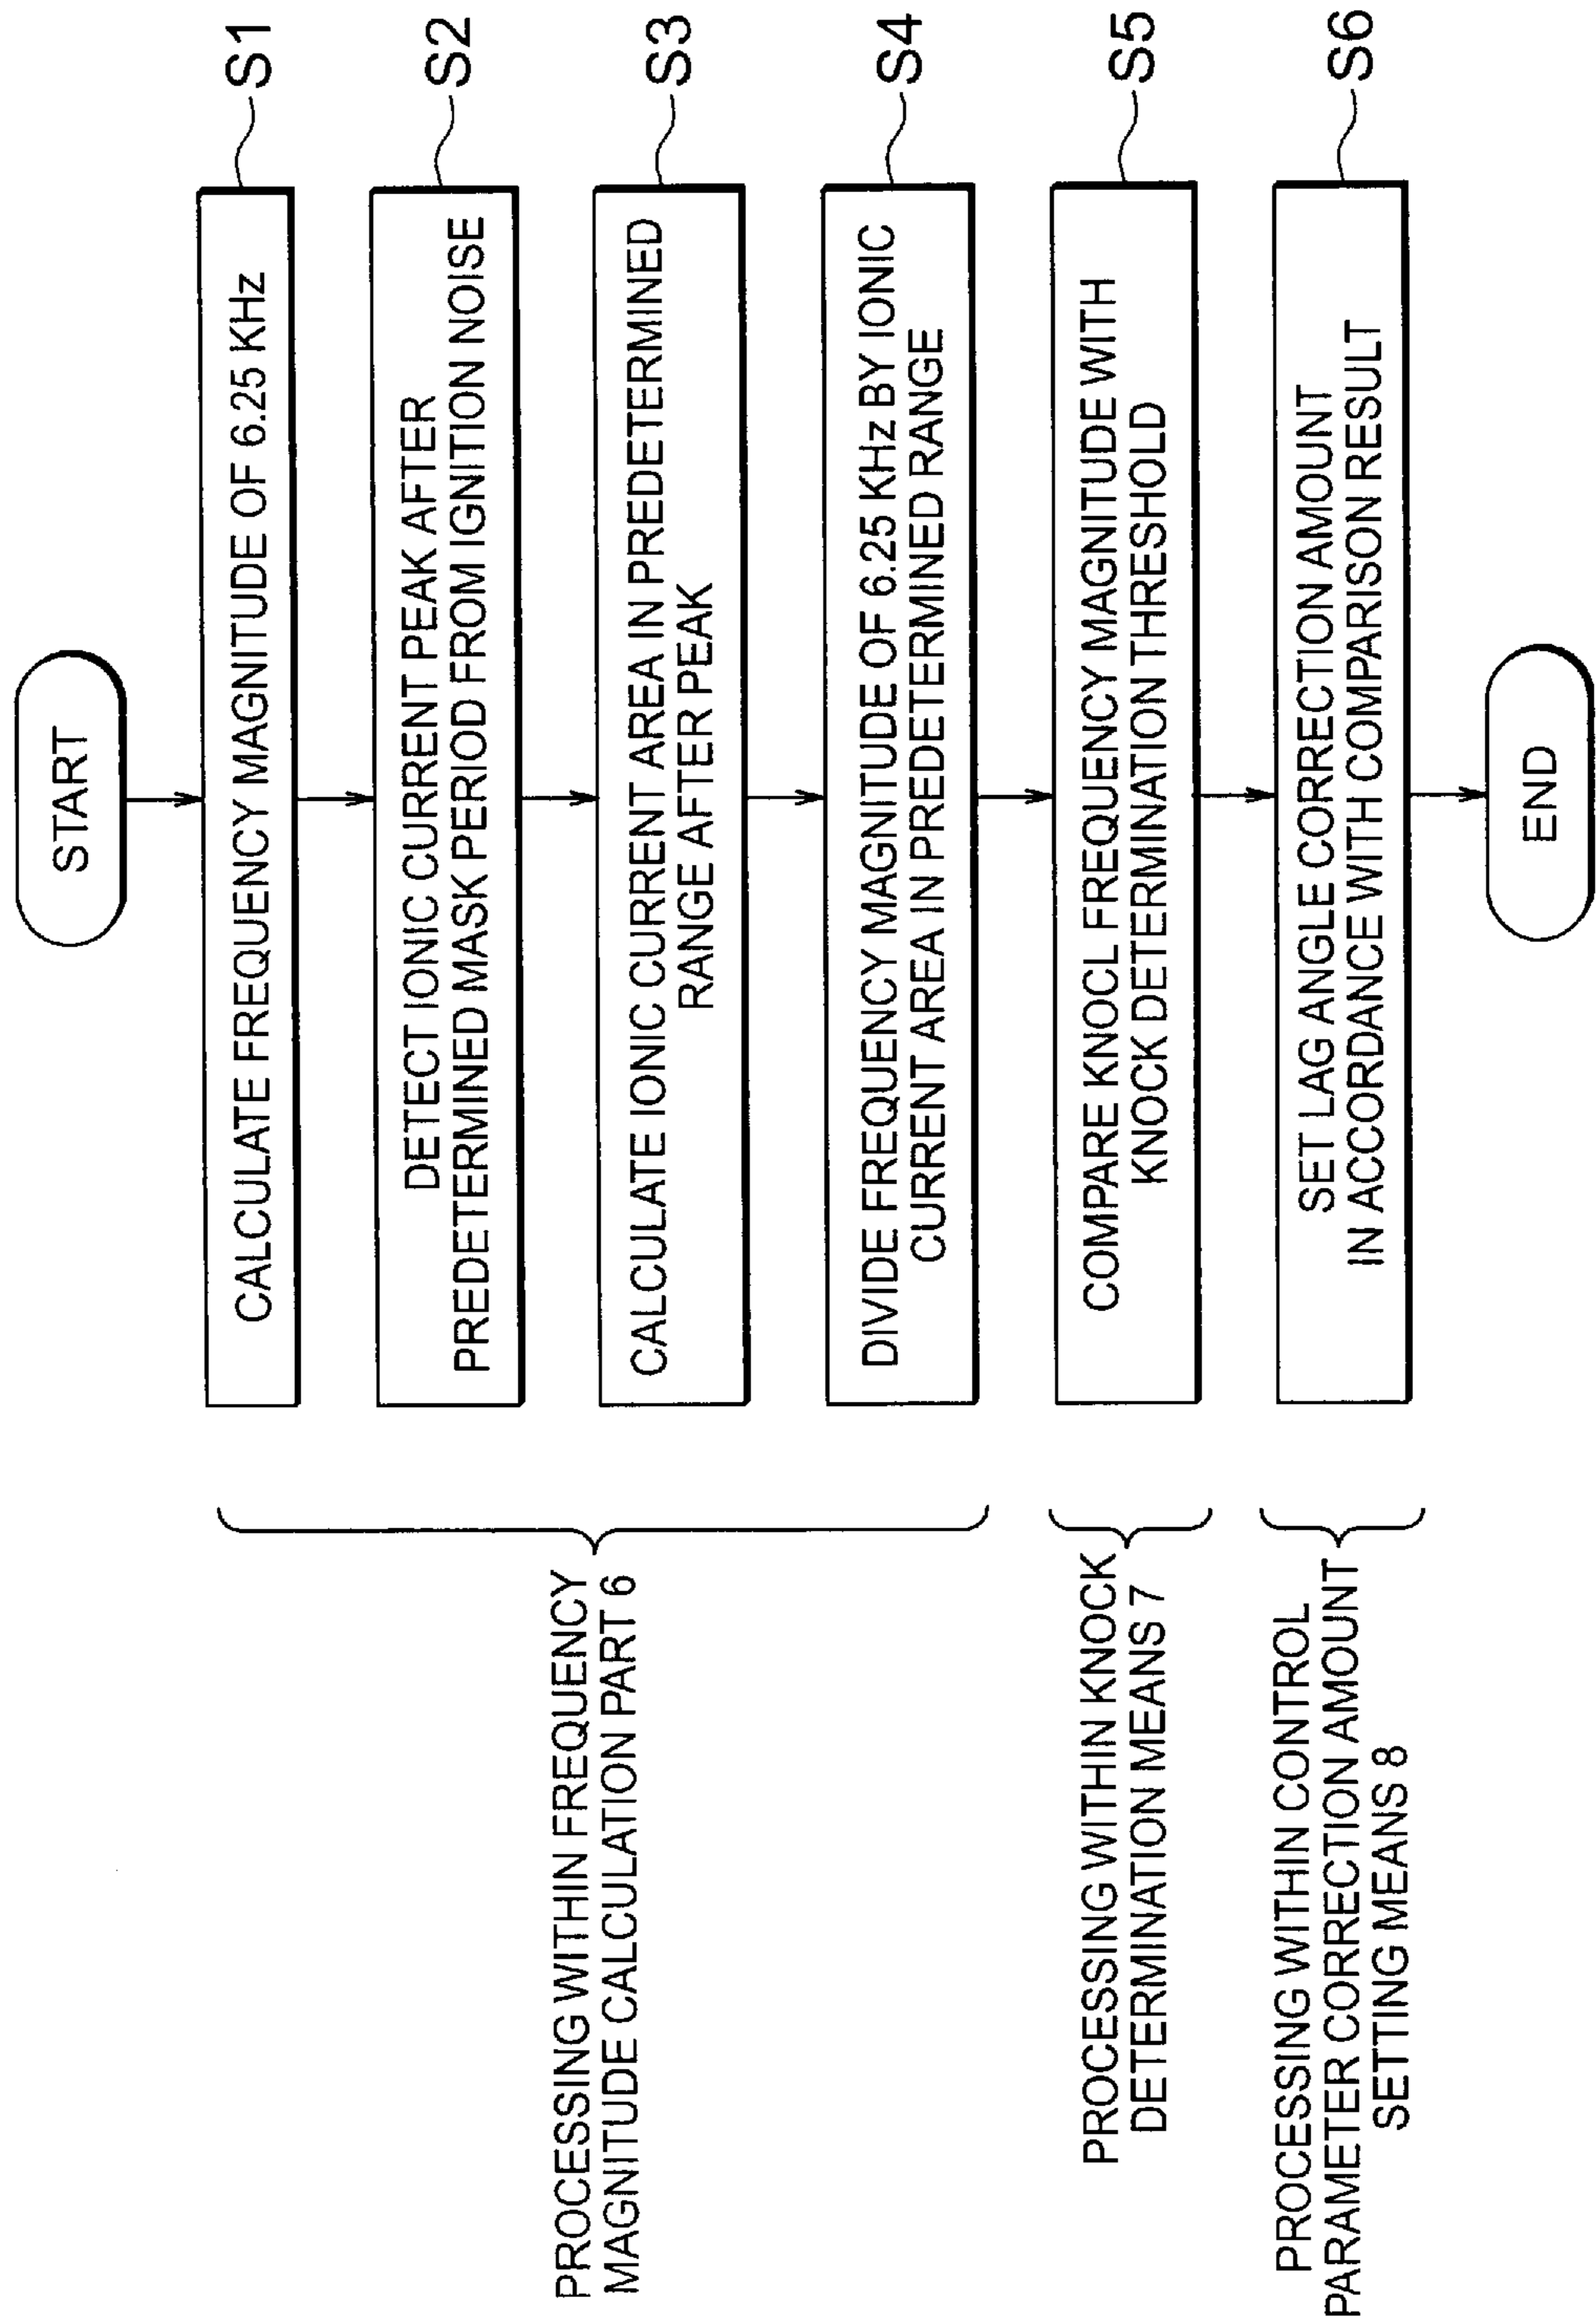 START
CALCULATE FREQUENCY MAGNITUDE OF 6.25 KHz
S1
DETECT IONIC CURRENT PEAK AFTER
PREDETERMINED MASK PERIOD FROM IGNITION NOISE
S2
CALCULATE IONIC CURRENT AREA IN PREDETERMINED
RANGE AFTER PEAK
S3
DIVIDE FREQUENCY MAGNITUDE OF 6.25 KHz BY IONIC
CURRENT AREA IN PREDETERMINED RANGE
S4
PROCESSING WITHIN FREQUENCY
MAGNITUDE CALCULATION PART 6
COMPARE KNOCL FREQUENCY MAGNITUDE WITH
KNOCK DETERMINATION THRESHOLD
S5
PROCESSING WITHIN KNOCK
DETERMINATION MEANS 7
SET LAG ANGLE CORRECTION AMOUNT
IN ACCORDANCE WITH COMPARISON RESULT
S6
PROCESSING WITHIN CONTROL
PARAMETER CORRECTION AMOUNT
SETTING MEANS 8
END